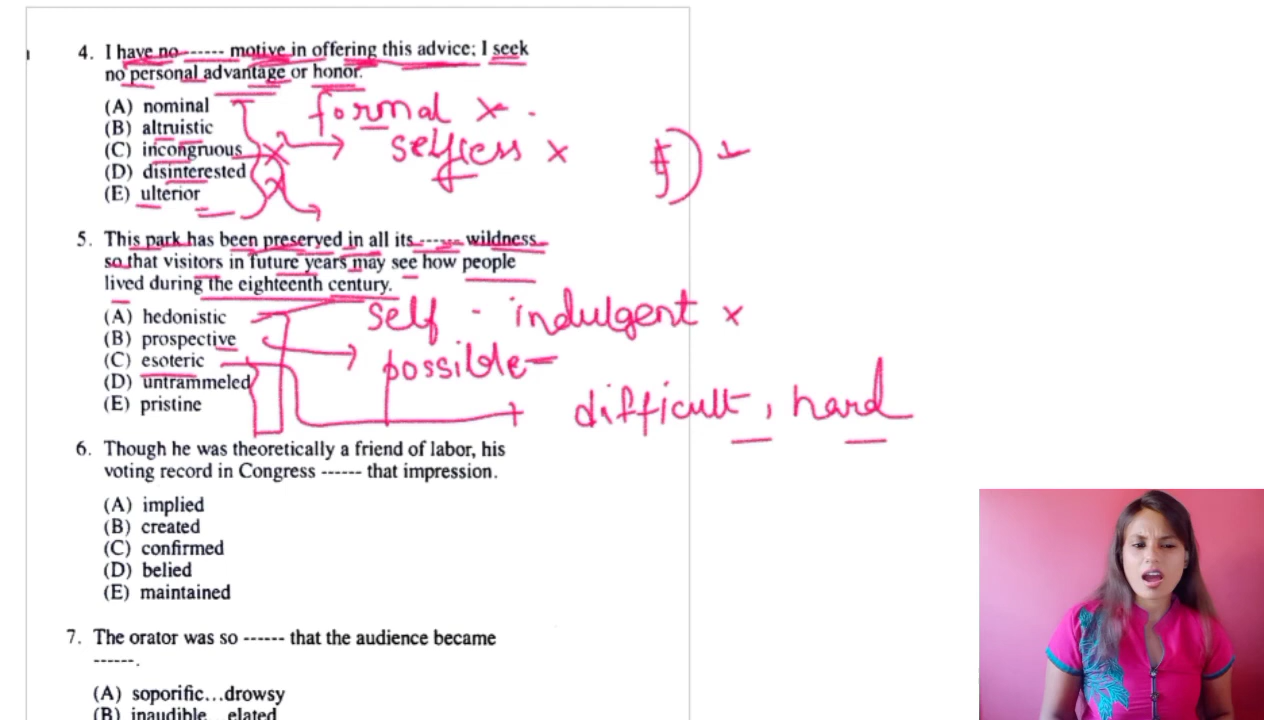 4. I have no ------ motive in offering this advice; I seek
no personal advantage or honor.
(A) nominal
(B) altruistic
(C) incongruous
(D) disinterested
(E) ulterior
formal ×
selfless ×
5. This park has been preserved in all its ------ wildness
so that visitors in future years may see how people
lived during the eighteenth century.
(A) hedonistic
(B) prospective
(C) esoteric
(D) untrammeled
(E) pristine
self - indulgent ×
possible
difficult, hard
6. Though he was theoretically a friend of labor, his
voting record in Congress ------ that impression.
(A) implied
(B) created
(C) confirmed
(D) belied
(E) maintained
7. The orator was so ------ that the audience became
------.
(A) soporific...drowsy
(B) inaudible...elated